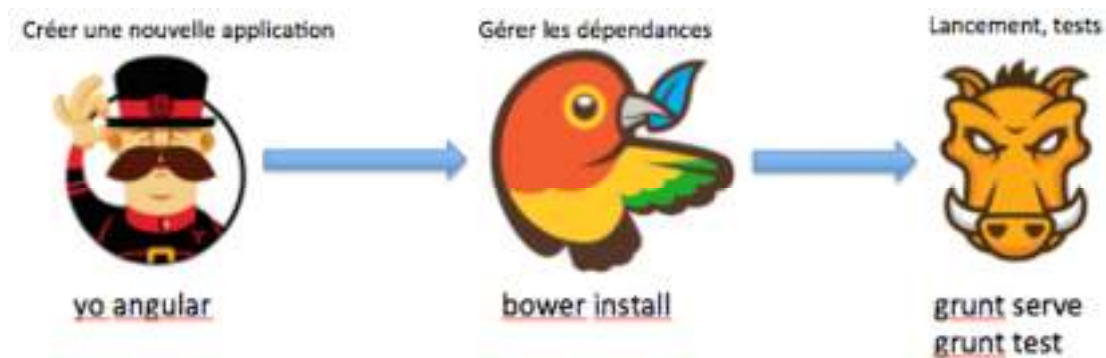 Créer une nouvelle application
Gérer les dépendances
Lancement, tests
yo angular
bower install
grunt serve
grunt test